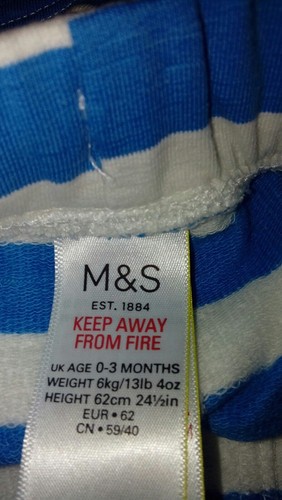 M&S
EST. 1884
KEEP AWAY
FROM FIRE
UK AGE 0-3 MONTHS
WEIGHT 6kg/13lb 4oz
HEIGHT 62cm 24½in
EUR • 62
CN • 59/40